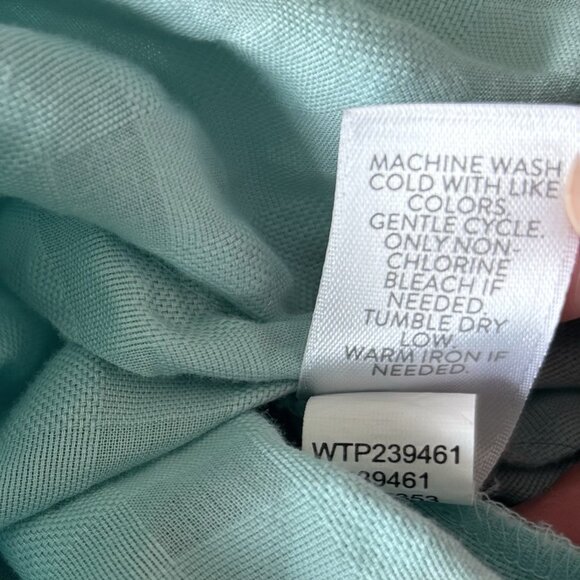 MACHINE WASH
COLD WITH LIKE
COLORS.
GENTLE CYCLE.
ONLY NON-
CHLORINE
BLEACH IF
NEEDED.
TUMBLE DRY
LOW.
WARM IRON IF
NEEDED.
WTP239461
39461
353